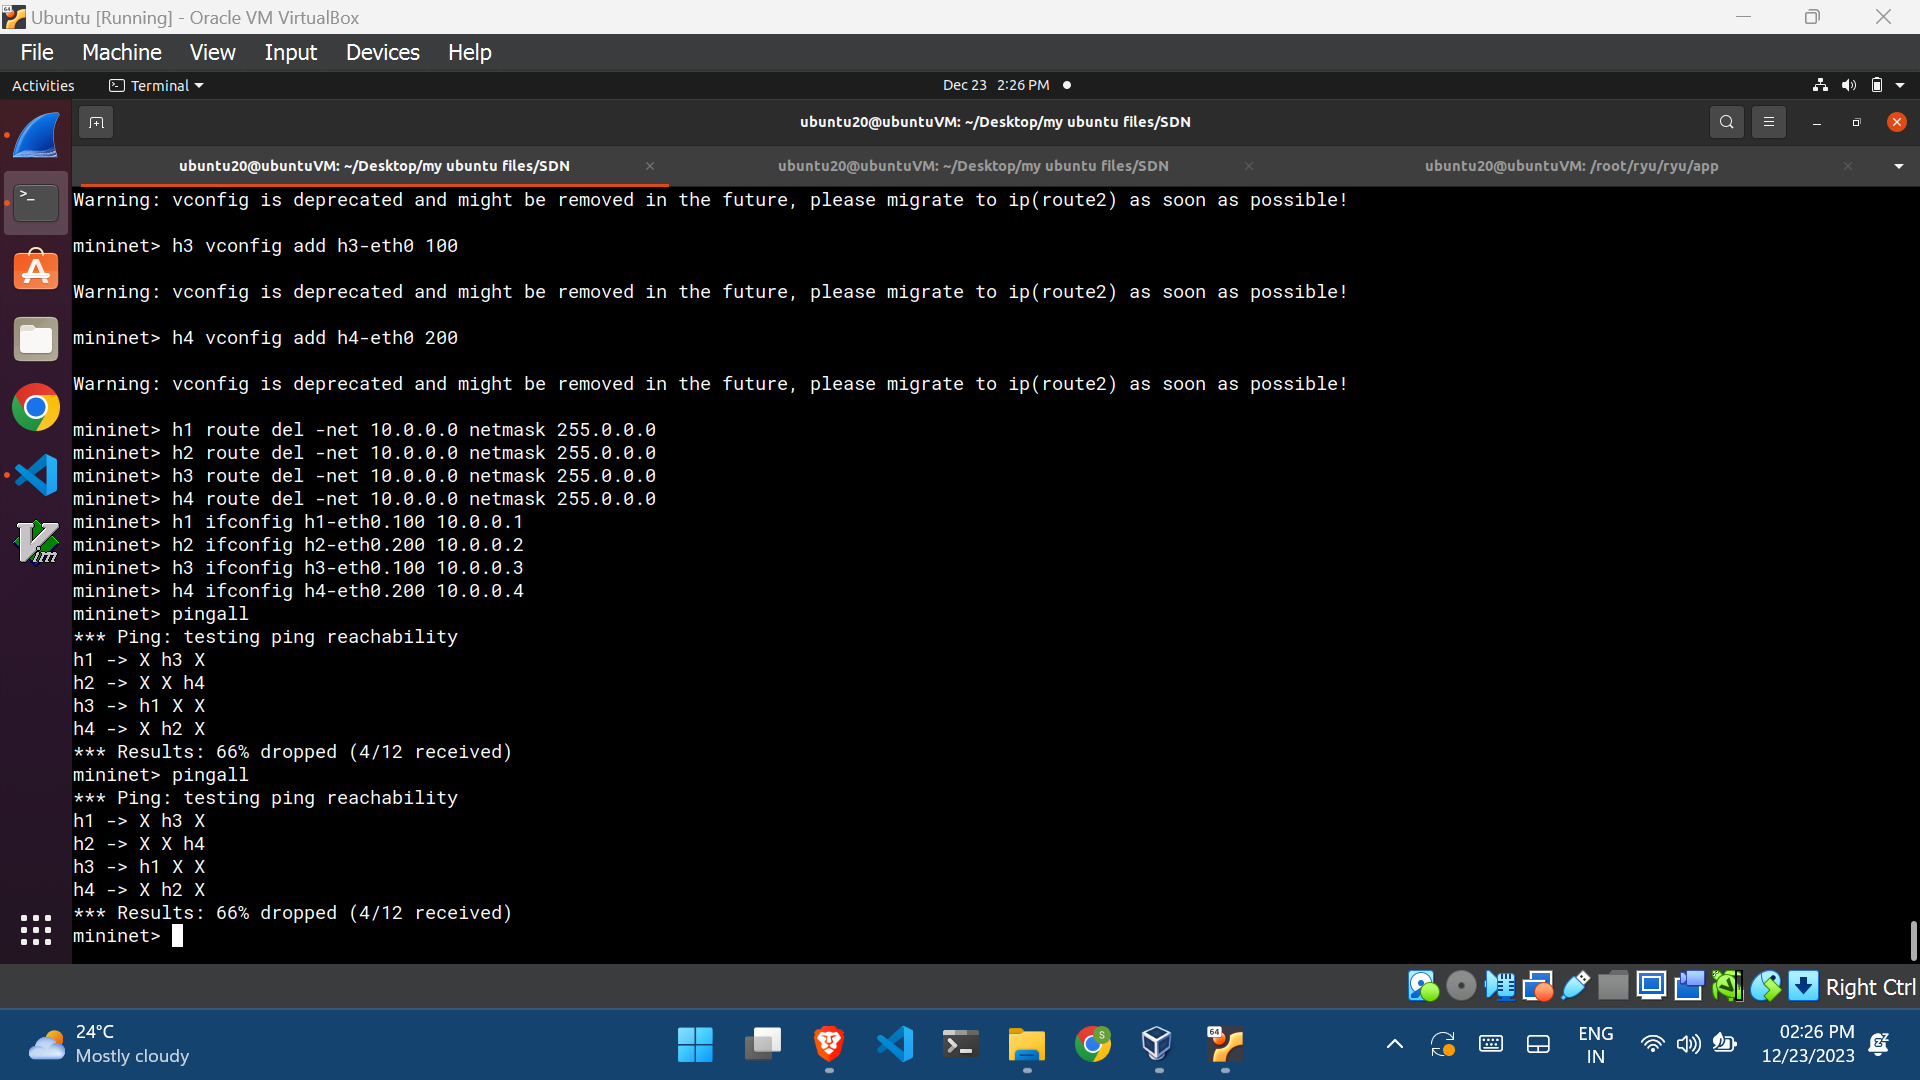 Ubuntu [Running] - Oracle VM VirtualBox
File Machine View Input Devices Help
Activities Terminal Dec 23 2:26 PM
ubuntu20@ubuntuVM: ~/Desktop/my ubuntu files/SDN
ubuntu20@ubuntuVM: ~/Desktop/my ubuntu files/SDN ubuntu20@ubuntuVM: ~/Desktop/my ubuntu files/SDN ubuntu20@ubuntuVM: /root/ryu/ryu/app
Warning: vconfig is deprecated and might be removed in the future, please migrate to ip(route2) as soon as possible!
mininet> h3 vconfig add h3-eth0 100
Warning: vconfig is deprecated and might be removed in the future, please migrate to ip(route2) as soon as possible!
mininet> h4 vconfig add h4-eth0 200
Warning: vconfig is deprecated and might be removed in the future, please migrate to ip(route2) as soon as possible!
mininet> h1 route del -net 10.0.0.0 netmask 255.0.0.0
mininet> h2 route del -net 10.0.0.0 netmask 255.0.0.0
mininet> h3 route del -net 10.0.0.0 netmask 255.0.0.0
mininet> h4 route del -net 10.0.0.0 netmask 255.0.0.0
mininet> h1 ifconfig h1-eth0.100 10.0.0.1
mininet> h2 ifconfig h2-eth0.200 10.0.0.2
mininet> h3 ifconfig h3-eth0.100 10.0.0.3
mininet> h4 ifconfig h4-eth0.200 10.0.0.4
mininet> pingall
*** Ping: testing ping reachability
h1 -> X h3 X
h2 -> X X h4
h3 -> h1 X X
h4 -> X h2 X
*** Results: 66% dropped (4/12 received)
mininet> pingall
*** Ping: testing ping reachability
h1 -> X h3 X
h2 -> X X h4
h3 -> h1 X X
h4 -> X h2 X
*** Results: 66% dropped (4/12 received)
mininet>
Right Ctrl
24°C
Mostly cloudy
ENG
IN
02:26 PM
12/23/2023